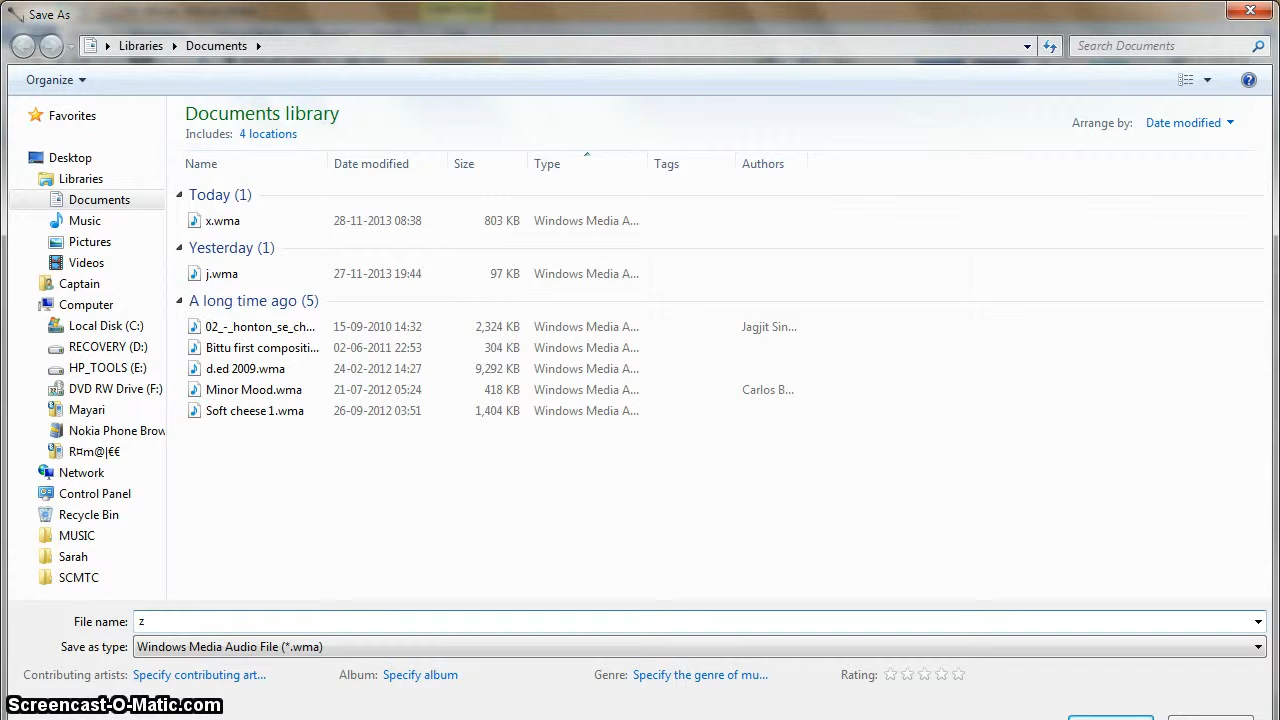 Save As
Libraries Documents
Search Documents
Organize
Documents library
Includes: 4 locations
Arrange by: Date modified
Name Date modified Size Type Tags Authors
Today (1)
x.wma 28-11-2013 08:38 803 KB Windows Media A...
Yesterday (1)
j.wma 27-11-2013 19:44 97 KB Windows Media A...
A long time ago (5)
02_-_honton_se_ch... 15-09-2010 14:32 2,324 KB Windows Media A... Jagjit Sin...
Bittu first compositi... 02-06-2011 22:53 304 KB Windows Media A...
d.ed 2009.wma 24-02-2012 14:27 9,292 KB Windows Media A...
Minor Mood.wma 21-07-2012 05:24 418 KB Windows Media A... Carlos B...
Soft cheese 1.wma 26-09-2012 03:51 1,404 KB Windows Media A...
Favorites
Desktop
Libraries
Documents
Music
Pictures
Videos
Captain
Computer
Local Disk (C:)
RECOVERY (D:)
HP_TOOLS (E:)
DVD RW Drive (F:)
Mayari
Nokia Phone Brow
R¤m@|€€
Network
Control Panel
Recycle Bin
MUSIC
Sarah
SCMTC
File name: z
Save as type: Windows Media Audio File (*.wma)
Contributing artists: Specify contributing art... Album: Specify album Genre: Specify the genre of mu... Rating:
Screencast-O-Matic.com